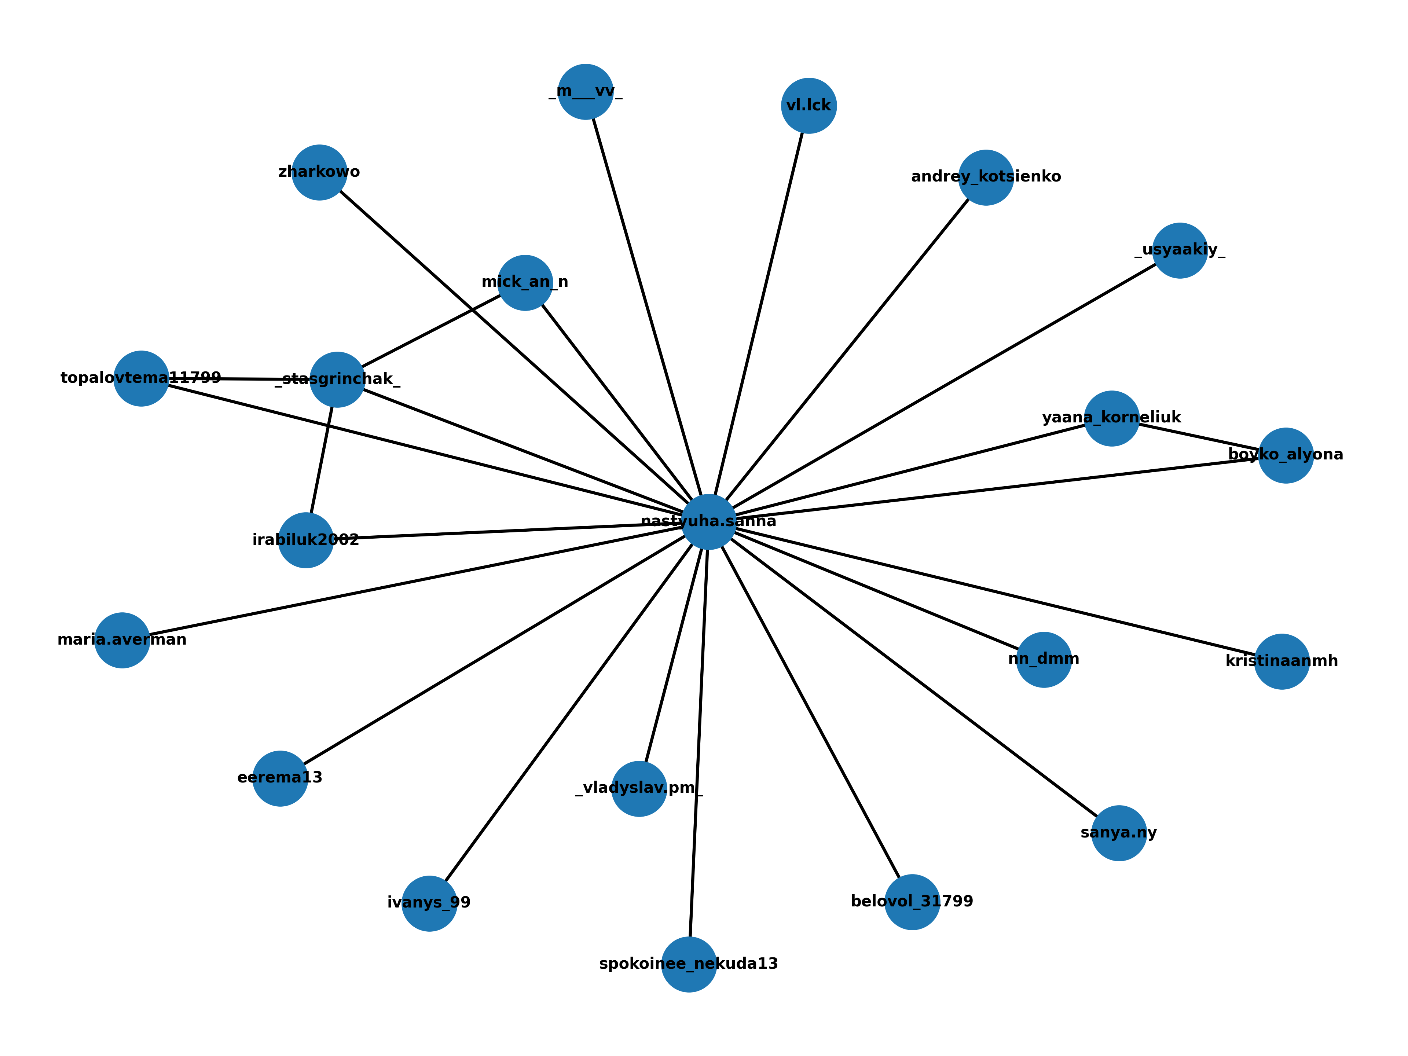 _m___vv_
vl.lck
zharkowo
andrey_kotsienko
_usyaakiy_
mick_an_n
topalovtema11799
_stasgrinchak_
yaana_korneliuk
boyko_alyona
nastyuha.sanna
irabiluk2002
maria.averman
nn_dmm
kristinaanmh
eerema13
_vladyslav.pm_
sanya.ny
ivanys_99
belovol_31799
spokoinee_nekuda13